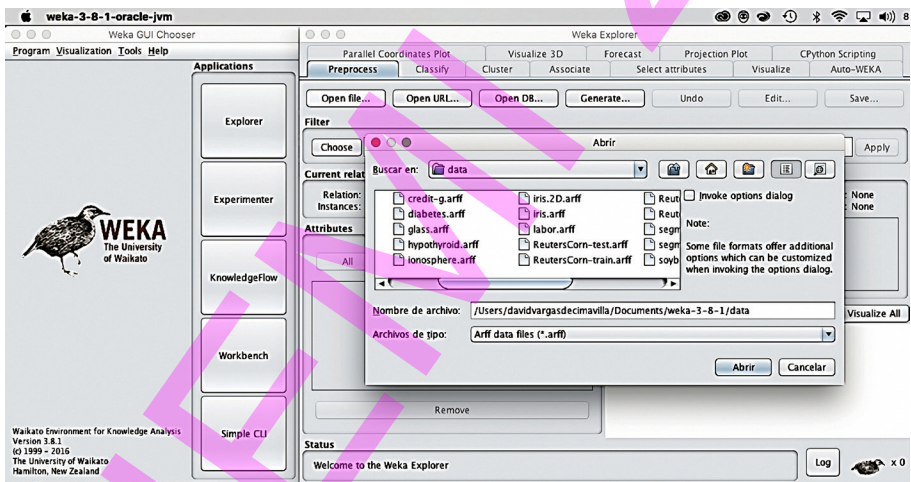 weka-3-8-1-oracle-jvm
8
Weka GUI Chooser
Program Visualization Tools Help
Applications
Explorer
Experimenter
KnowledgeFlow
Workbench
Simple CLI
WEKA
The University
of Waikato
Waikato Environment for Knowledge Analysis
Version 3.8.1
(c) 1999 - 2016
The University of Waikato
Hamilton, New Zealand
Weka Explorer
Parallel Coordinates Plot Visualize 3D Forecast Projection Plot CPython Scripting
Preprocess Classify Cluster Associate Select attributes Visualize Auto-WEKA
Open file... Open URL... Open DB... Generate... Undo Edit... Save...
Filter
Choose Apply
Current relat
Relation: : None
Instances: : None
Attributes
All
Visualize All
Remove
Status
Welcome to the Weka Explorer
Log x 0
Abrir
Buscar en: data
credit-g.arff iris.2D.arff Reut
diabetes.arff iris.arff Reut
glass.arff labor.arff segm
hypothyroid.arff ReutersCorn-test.arff segm
ionosphere.arff ReutersCorn-train.arff soyb
Invoke options dialog
Note:
Some file formats offer additional
options which can be customized
when invoking the options dialog.
Nombre de archivo: /Users/davidvargasdecimavilla/Documents/weka-3-8-1/data
Archivos de tipo: Arff data files (*.arff)
Abrir Cancelar